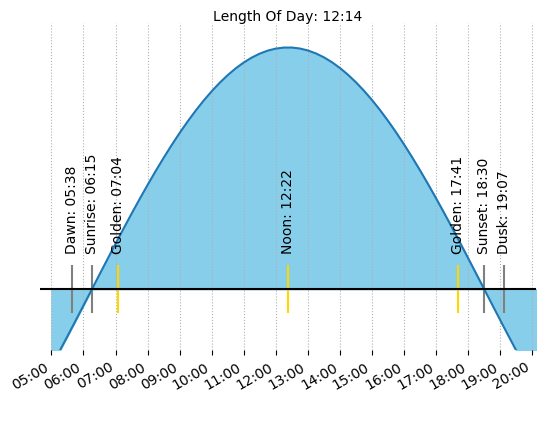 Length Of Day: 12:14
Dawn: 05:38
Sunrise: 06:15
Golden: 07:04
Noon: 12:22
Golden: 17:41
Sunset: 18:30
Dusk: 19:07
05:00
06:00
07:00
08:00
09:00
10:00
11:00
12:00
13:00
14:00
15:00
16:00
17:00
18:00
19:00
20:00